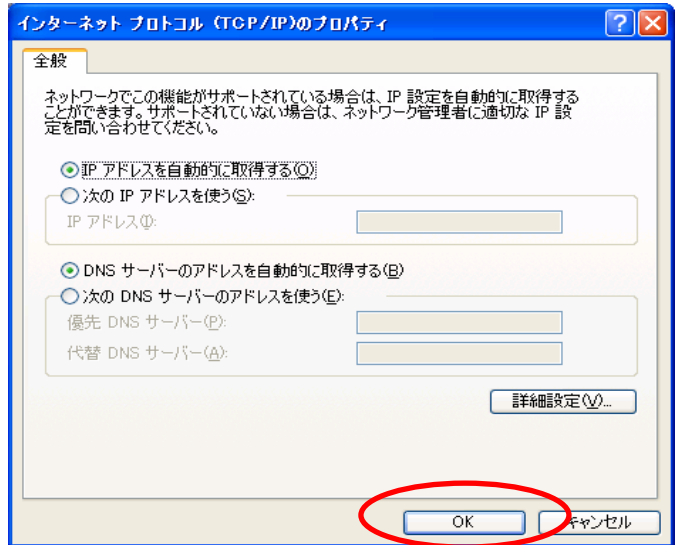 インターネット プロトコル (TCP/IP)のプロパティ
全般
ネットワークでこの機能がサポートされている場合は、IP 設定を自動的に取得する
ことができます。サポートされていない場合は、ネットワーク管理者に適切な IP 設
定を問い合わせてください。
IP アドレスを自動的に取得する(O)
次の IP アドレスを使う(S):
IP アドレス(I):
DNS サーバーのアドレスを自動的に取得する(B)
次の DNS サーバーのアドレスを使う(E):
優先 DNS サーバー(P):
代替 DNS サーバー(A):
詳細設定(V)...
OK
キャンセル